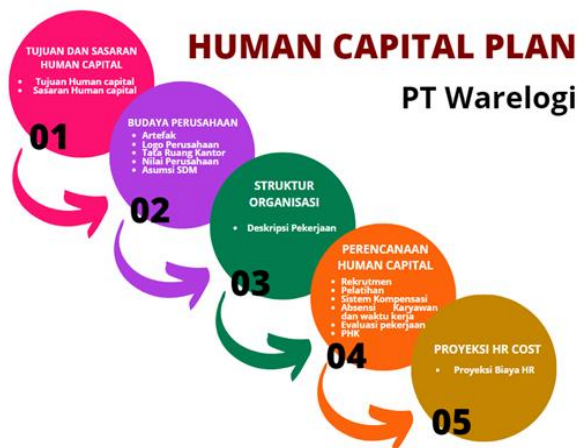 HUMAN CAPITAL PLAN
PT Warelogi
TUJUAN DAN SASARAN
HUMAN CAPITAL
• Tujuan Human capital
• Sasaran Human capital
01
BUDAYA PERUSAHAAN
• Artefak
• Logo Perusahaan
• Tata Ruang Kantor
• Nilai Perusahaan
• Asumsi SDM
02
STRUKTUR
ORGANISASI
• Deskripsi Pekerjaan
03
PERENCANAAN
HUMAN CAPITAL
• Rekrutmen
• Pelatihan
• Sistem Kompensasi
• Absensi Karyawan
dan waktu kerja
• Evaluasi pekerjaan
• PHK
04
PROYEKSI HR COST
• Proyeksi Biaya HR
05